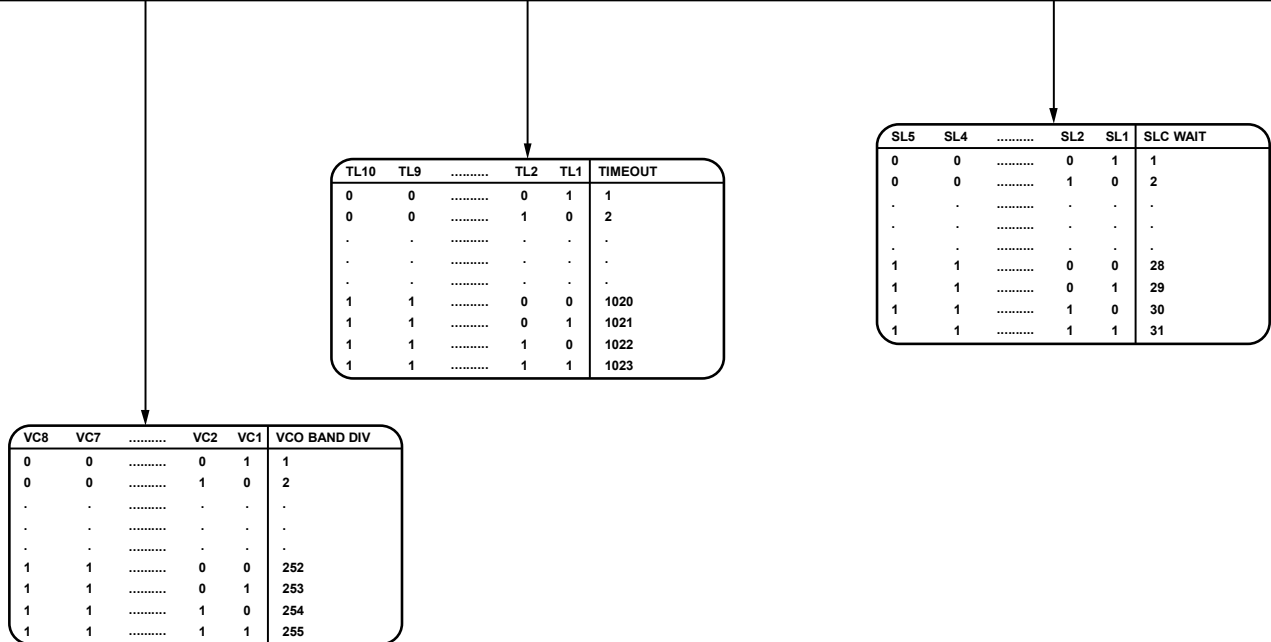 SL5 SL4 .......... SL2 SL1 SLC WAIT
0 0 .......... 0 1 1
0 0 .......... 1 0 2
. . .......... . . .
. . .......... . . .
. . .......... . . .
1 1 .......... 0 0 28
1 1 .......... 0 1 29
1 1 .......... 1 0 30
1 1 .......... 1 1 31
TL10 TL9 .......... TL2 TL1 TIMEOUT
0 0 .......... 0 1 1
0 0 .......... 1 0 2
. . .......... . . .
. . .......... . . .
. . .......... . . .
1 1 .......... 0 0 1020
1 1 .......... 0 1 1021
1 1 .......... 1 0 1022
1 1 .......... 1 1 1023
VC8 VC7 .......... VC2 VC1 VCO BAND DIV
0 0 .......... 0 1 1
0 0 .......... 1 0 2
. . .......... . . .
. . .......... . . .
. . .......... . . .
1 1 .......... 0 0 252
1 1 .......... 0 1 253
1 1 .......... 1 0 254
1 1 .......... 1 1 255